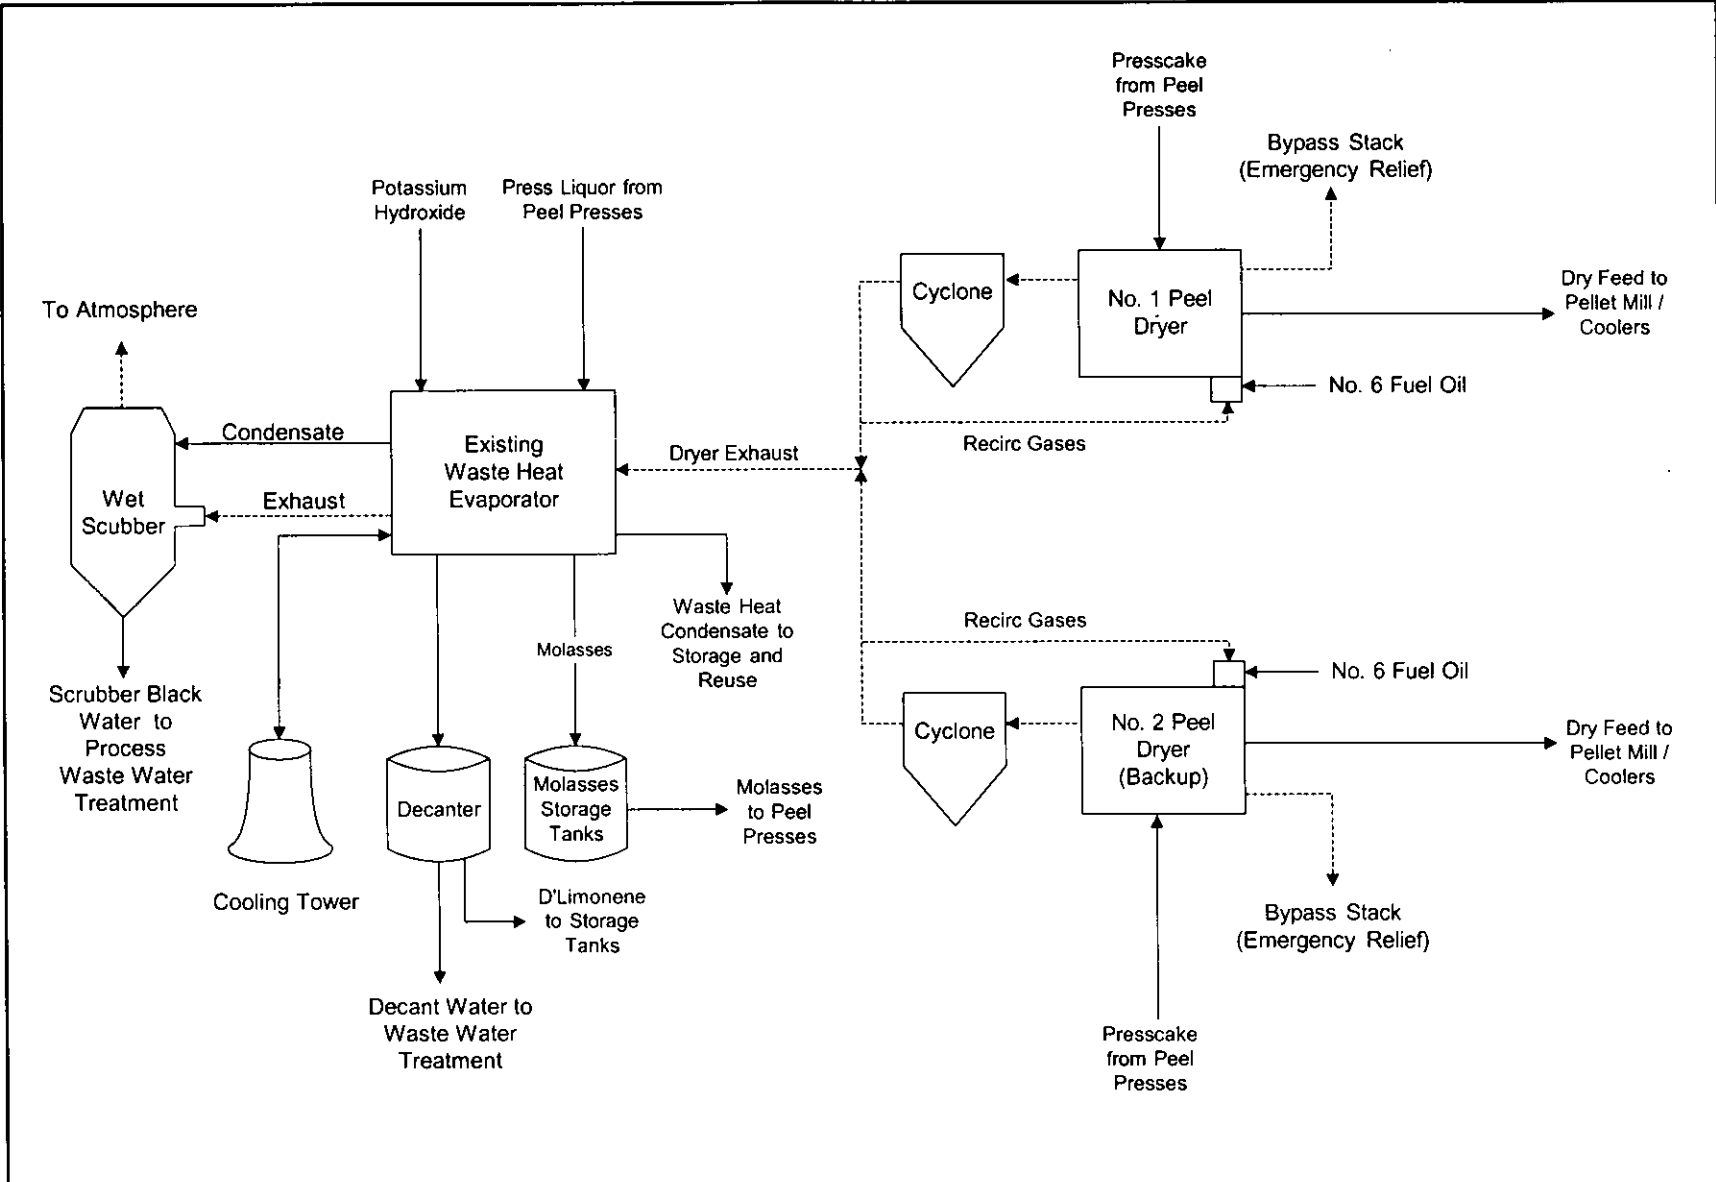 Presscake
from Peel
Presses
Bypass Stack
(Emergency Relief)
Potassium
Hydroxide
Press Liquor from
Peel Presses
Cyclone
No. 1 Peel
Dryer
Dry Feed to
Pellet Mill /
Coolers
To Atmosphere
No. 6 Fuel Oil
Condensate
Existing
Waste Heat
Evaporator
Dryer Exhaust
Recirc Gases
Wet
Scubber
Exhaust
Waste Heat
Condensate to
Storage and
Reuse
Molasses
Recirc Gases
No. 6 Fuel Oil
Scrubber Black
Water to
Process
Waste Water
Treatment
Cyclone
No. 2 Peel
Dryer
(Backup)
Dry Feed to
Pellet Mill /
Coolers
Decanter
Molasses
Storage
Tanks
Molasses
to Peel
Presses
Cooling Tower
D'Limonene
to Storage
Tanks
Bypass Stack
(Emergency Relief)
Decant Water to
Waste Water
Treatment
Presscake
from Peel
Presses